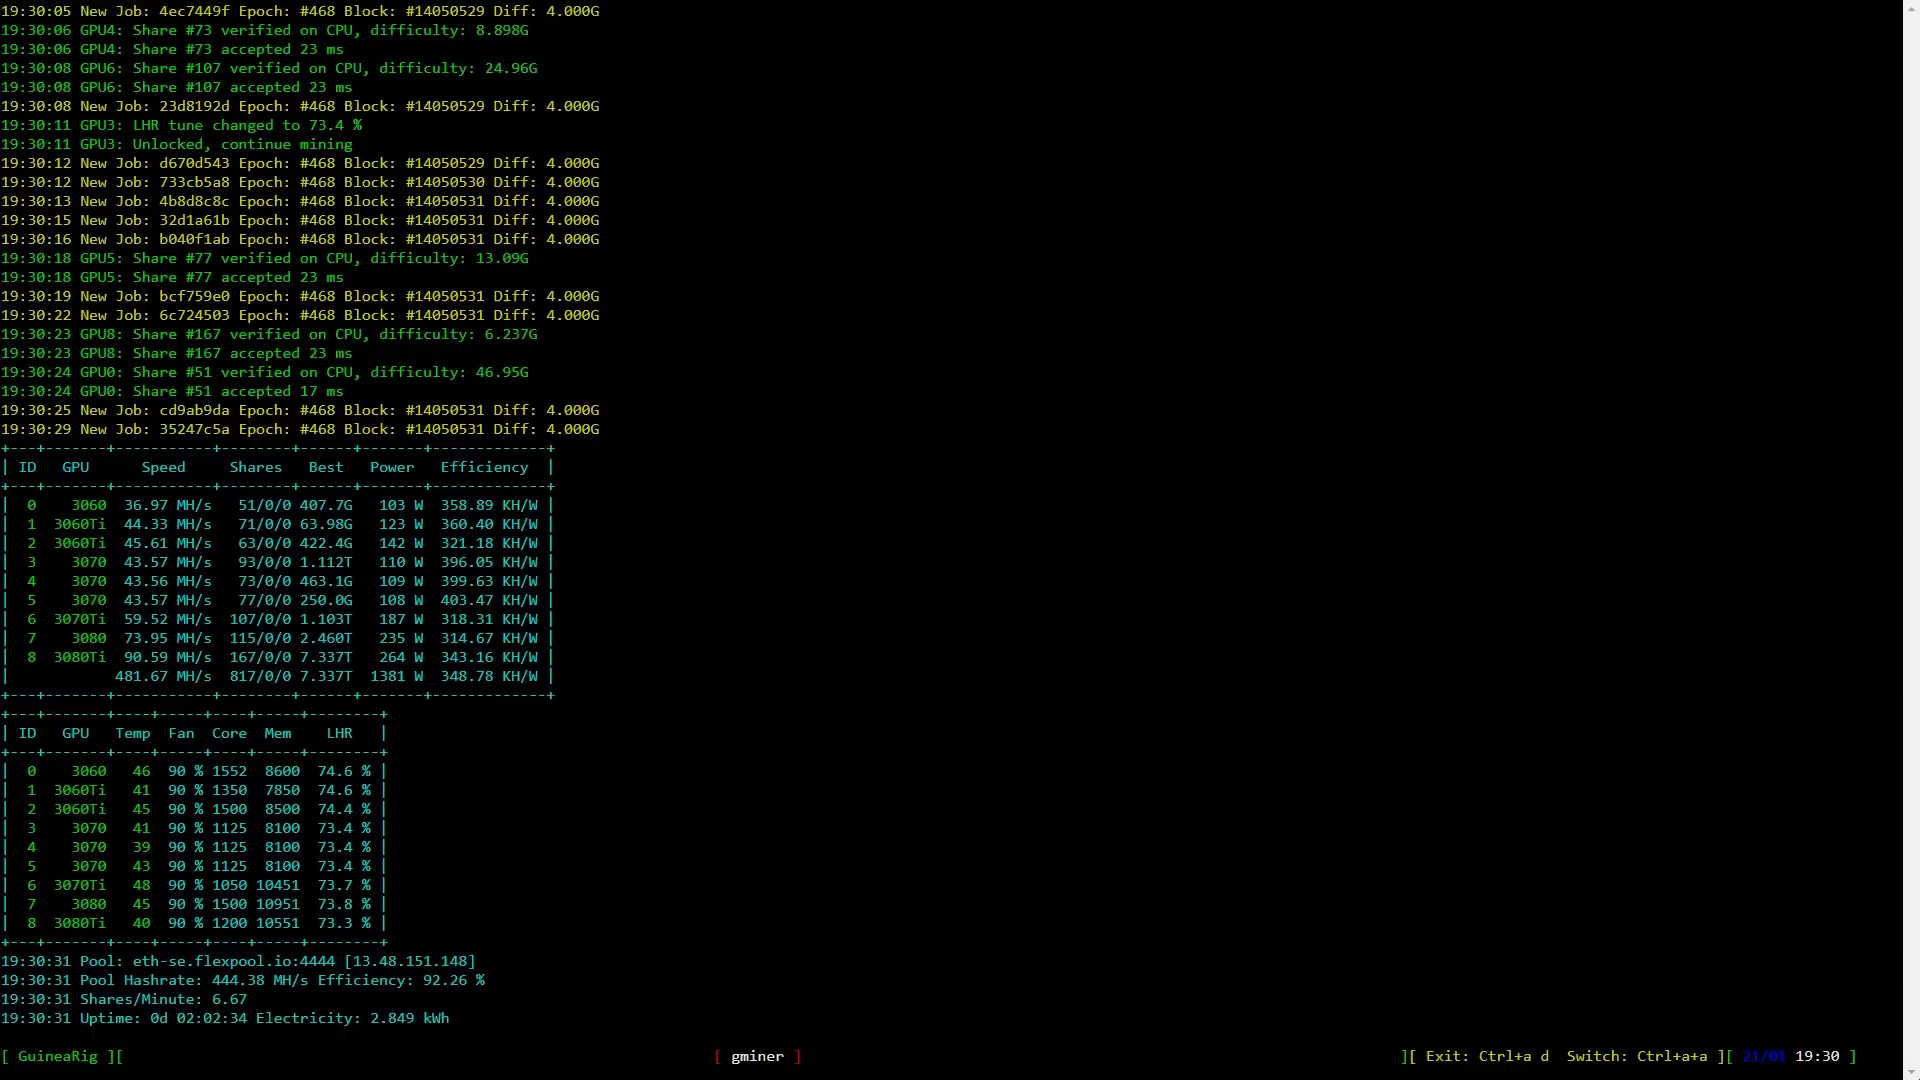 19:30:05 New Job: 4ec7449f Epoch: #468 Block: #14050529 Diff: 4.000G
19:30:06 GPU4: Share #73 verified on CPU, difficulty: 8.898G
19:30:06 GPU4: Share #73 accepted 23 ms
19:30:08 GPU6: Share #107 verified on CPU, difficulty: 24.96G
19:30:08 GPU6: Share #107 accepted 23 ms
19:30:08 New Job: 23d8192d Epoch: #468 Block: #14050529 Diff: 4.000G
19:30:11 GPU3: LHR tune changed to 73.4 %
19:30:11 GPU3: Unlocked, continue mining
19:30:12 New Job: d670d543 Epoch: #468 Block: #14050529 Diff: 4.000G
19:30:12 New Job: 733cb5a8 Epoch: #468 Block: #14050530 Diff: 4.000G
19:30:13 New Job: 4b8d8c8c Epoch: #468 Block: #14050531 Diff: 4.000G
19:30:15 New Job: 32d1a61b Epoch: #468 Block: #14050531 Diff: 4.000G
19:30:16 New Job: b040f1ab Epoch: #468 Block: #14050531 Diff: 4.000G
19:30:18 GPU5: Share #77 verified on CPU, difficulty: 13.09G
19:30:18 GPU5: Share #77 accepted 23 ms
19:30:19 New Job: bcf759e0 Epoch: #468 Block: #14050531 Diff: 4.000G
19:30:22 New Job: 6c724503 Epoch: #468 Block: #14050531 Diff: 4.000G
19:30:23 GPU8: Share #167 verified on CPU, difficulty: 6.237G
19:30:23 GPU8: Share #167 accepted 23 ms
19:30:24 GPU0: Share #51 verified on CPU, difficulty: 46.95G
19:30:24 GPU0: Share #51 accepted 17 ms
19:30:25 New Job: cd9ab9da Epoch: #468 Block: #14050531 Diff: 4.000G
19:30:29 New Job: 35247c5a Epoch: #468 Block: #14050531 Diff: 4.000G
+---+-------+-----------+--------+------+-------+-------------+
| ID   GPU      Speed     Shares   Best   Power   Efficiency  |
+---+-------+-----------+--------+------+-------+-------------+
|  0    3060  36.97 MH/s   51/0/0 407.7G   103 W  358.89 KH/W |
|  1  3060Ti  44.33 MH/s   71/0/0 63.98G   123 W  360.40 KH/W |
|  2  3060Ti  45.61 MH/s   63/0/0 422.4G   142 W  321.18 KH/W |
|  3    3070  43.57 MH/s   93/0/0 1.112T   110 W  396.05 KH/W |
|  4    3070  43.56 MH/s   73/0/0 463.1G   109 W  399.63 KH/W |
|  5    3070  43.57 MH/s   77/0/0 250.0G   108 W  403.47 KH/W |
|  6  3070Ti  59.52 MH/s  107/0/0 1.103T   187 W  318.31 KH/W |
|  7    3080  73.95 MH/s  115/0/0 2.460T   235 W  314.67 KH/W |
|  8  3080Ti  90.59 MH/s  167/0/0 7.337T   264 W  343.16 KH/W |
|            481.67 MH/s  817/0/0 7.337T  1381 W  348.78 KH/W |
+---+-------+-----------+--------+------+-------+-------------+
+---+-------+----+-----+----+-----+--------+
| ID   GPU   Temp  Fan  Core  Mem    LHR   |
+---+-------+----+-----+----+-----+--------+
|  0    3060   46  90 % 1552  8600  74.6 % |
|  1  3060Ti   41  90 % 1350  7850  74.6 % |
|  2  3060Ti   45  90 % 1500  8500  74.4 % |
|  3    3070   41  90 % 1125  8100  73.4 % |
|  4    3070   39  90 % 1125  8100  73.4 % |
|  5    3070   43  90 % 1125  8100  73.4 % |
|  6  3070Ti   48  90 % 1050 10451  73.7 % |
|  7    3080   45  90 % 1500 10951  73.8 % |
|  8  3080Ti   40  90 % 1200 10551  73.3 % |
+---+-------+----+-----+----+-----+--------+
19:30:31 Pool: eth-se.flexpool.io:4444 [13.48.151.148]
19:30:31 Pool Hashrate: 444.38 MH/s Efficiency: 92.26 %
19:30:31 Shares/Minute: 6.67
19:30:31 Uptime: 0d 02:02:34 Electricity: 2.849 kWh
[ GuineaRig ][ [ gminer ] ][ Exit: Ctrl+a d  Switch: Ctrl+a+a ][ 21/01 19:30 ]